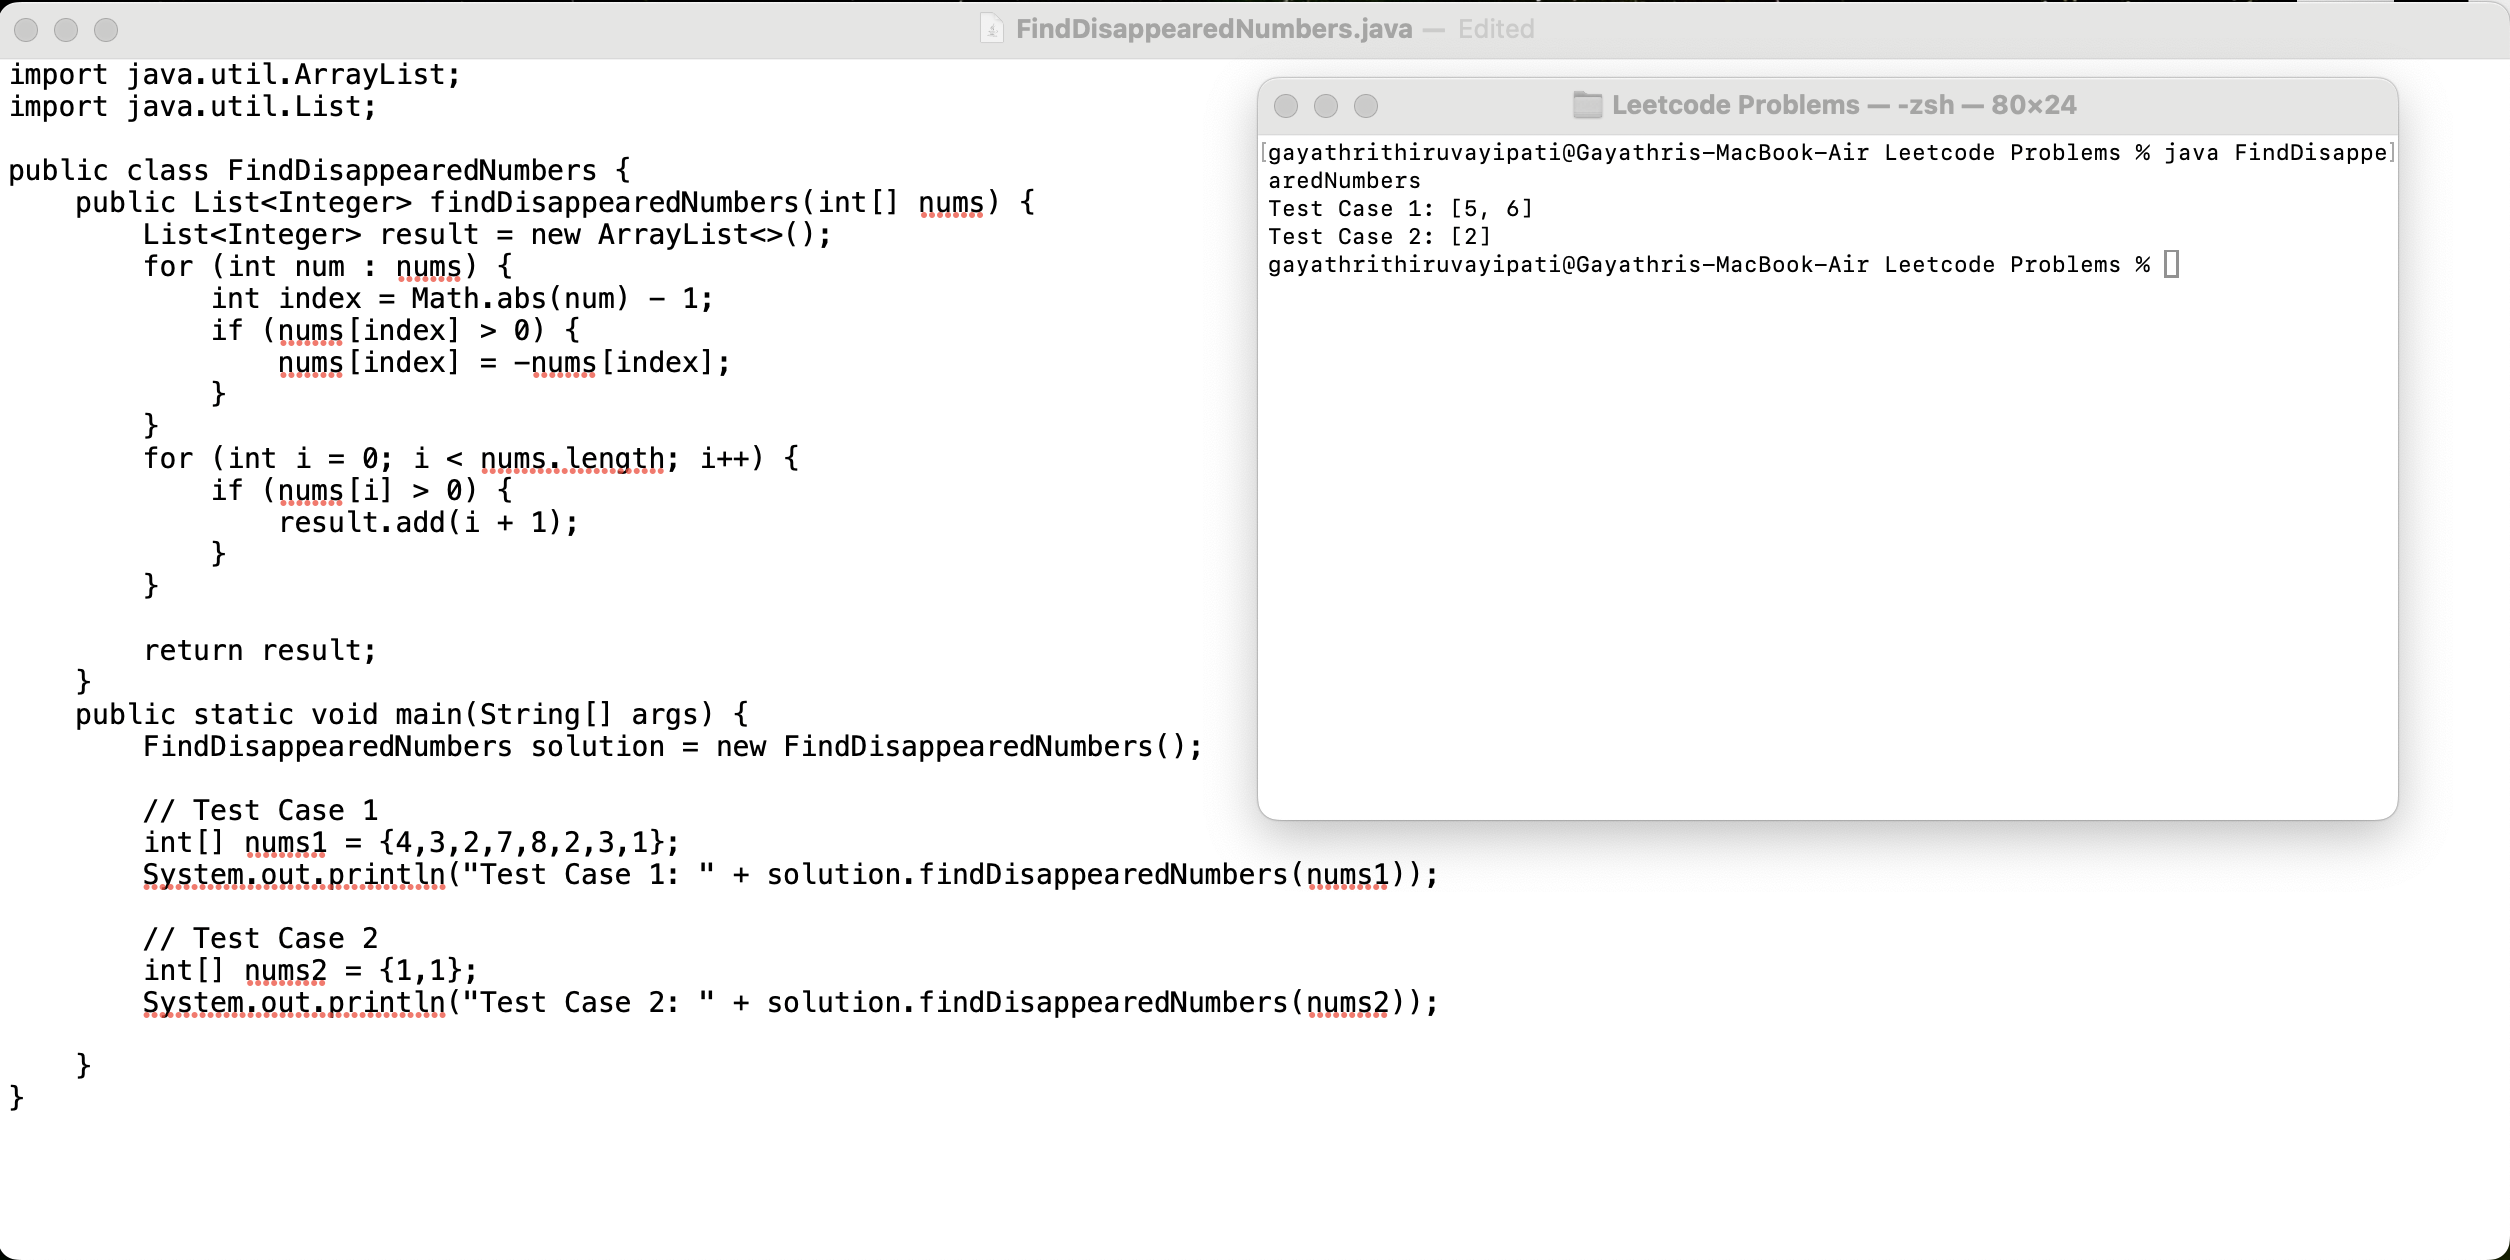 FindDisappearedNumbers.java — Edited
import java.util.ArrayList;
import java.util.List;
public class FindDisappearedNumbers {
public List<Integer> findDisappearedNumbers(int[] nums) {
List<Integer> result = new ArrayList<>();
for (int num : nums) {
int index = Math.abs(num) - 1;
if (nums[index] > 0) {
nums[index] = -nums[index];
}
}
for (int i = 0; i < nums.length; i++) {
if (nums[i] > 0) {
result.add(i + 1);
}
}
return result;
}
public static void main(String[] args) {
FindDisappearedNumbers solution = new FindDisappearedNumbers();
// Test Case 1
int[] nums1 = {4,3,2,7,8,2,3,1};
System.out.println("Test Case 1: " + solution.findDisappearedNumbers(nums1));
// Test Case 2
int[] nums2 = {1,1};
System.out.println("Test Case 2: " + solution.findDisappearedNumbers(nums2));
}
}
Leetcode Problems — -zsh — 80×24
[gayathrithiruvayipati@Gayathris-MacBook-Air Leetcode Problems % java FindDisappe]
aredNumbers
Test Case 1: [5, 6]
Test Case 2: [2]
gayathrithiruvayipati@Gayathris-MacBook-Air Leetcode Problems %